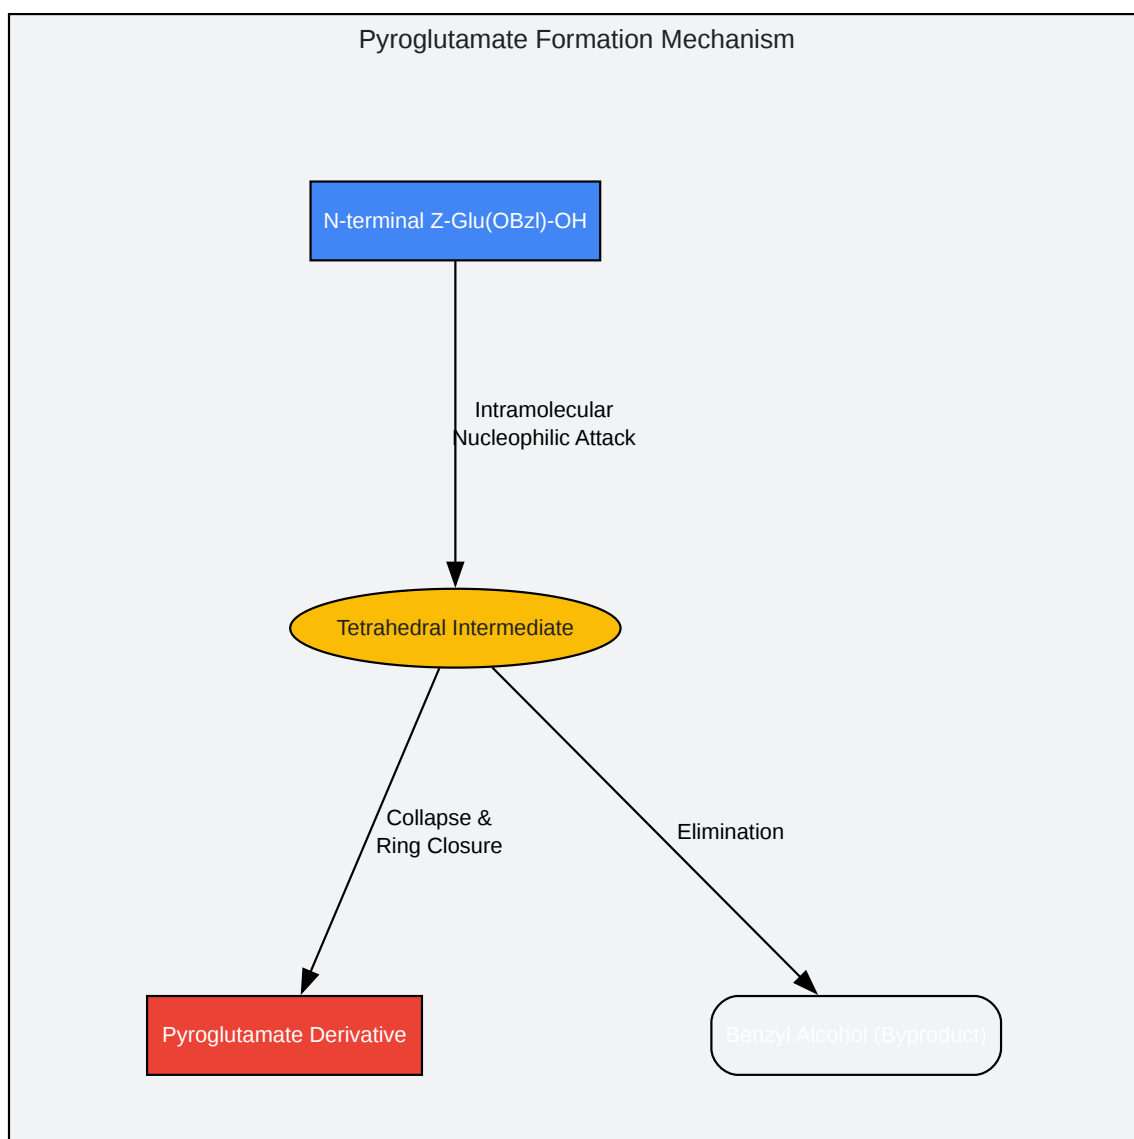 Pyroglutamate Formation Mechanism
N-terminal Z-Glu(OBzl)-OH
Intramolecular
Nucleophilic Attack
Tetrahedral Intermediate
Collapse &
Ring Closure
Elimination
Pyroglutamate Derivative
Benzyl Alcohol (Byproduct)